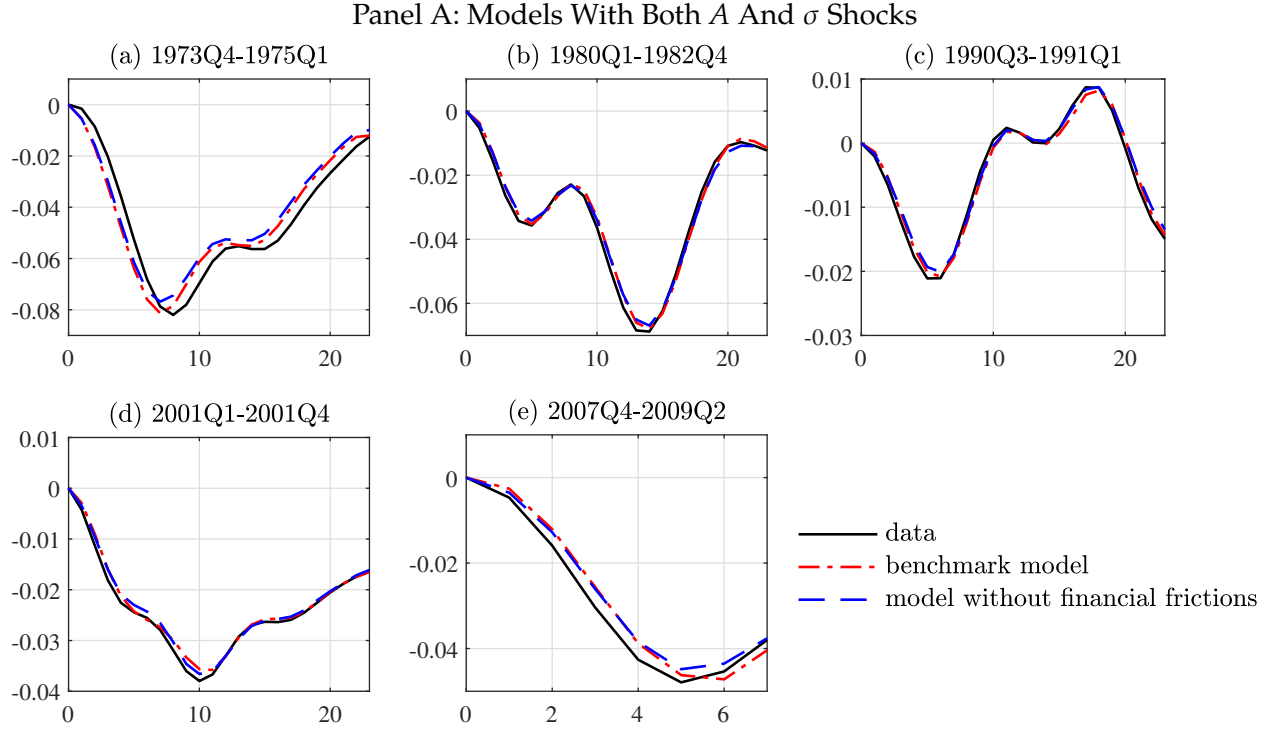 Panel A: Models With Both A And σ Shocks
(a) 1973Q4-1975Q1
(b) 1980Q1-1982Q4
(c) 1990Q3-1991Q1
0
-0.02
-0.04
-0.06
-0.08
0 10 20
0
-0.02
-0.04
-0.06
0 10 20
0.01
0
-0.01
-0.02
-0.03
0 10 20
(d) 2001Q1-2001Q4
(e) 2007Q4-2009Q2
0.01
0
-0.01
-0.02
-0.03
-0.04
0 10 20
0
-0.02
-0.04
0 2 4 6
data
benchmark model
model without financial frictions